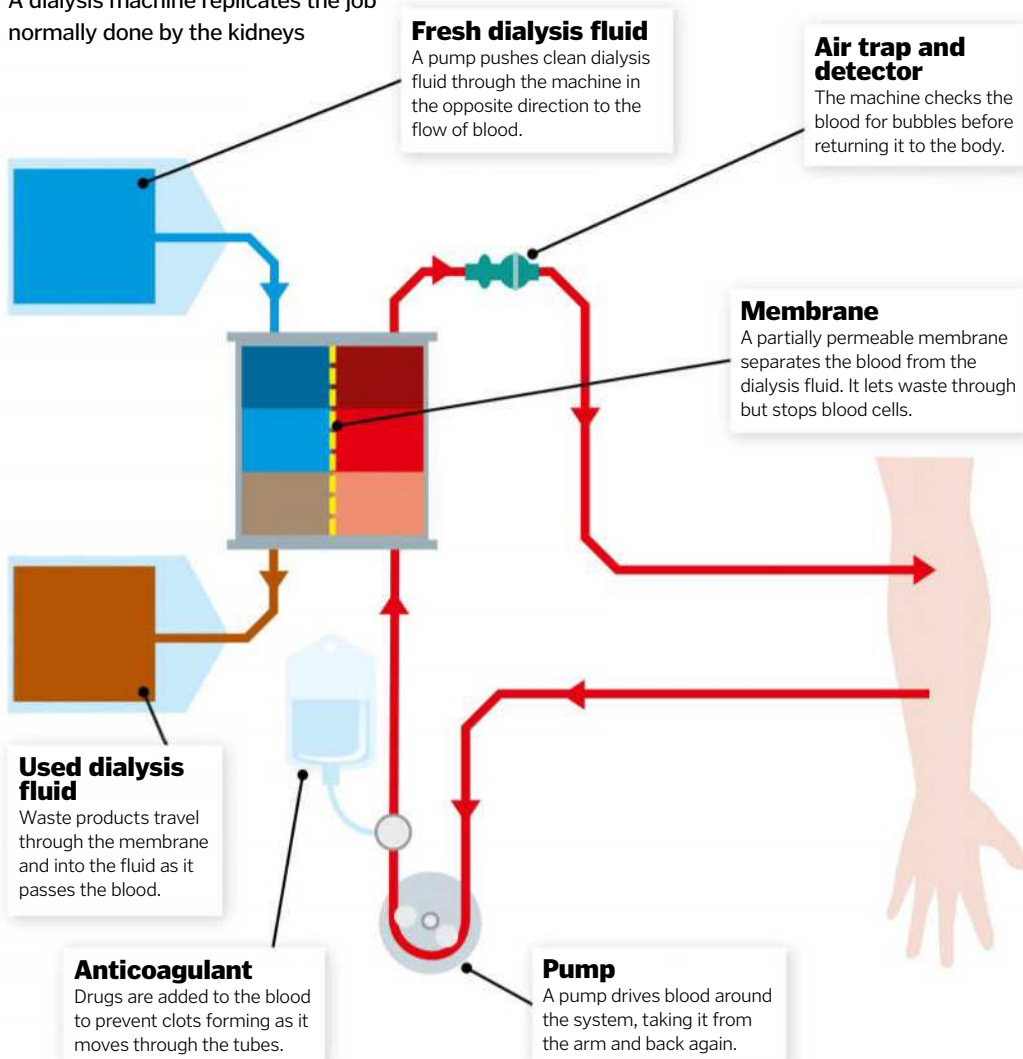 A dialysis machine replicates the job
normally done by the kidneys
Fresh dialysis fluid
A pump pushes clean dialysis
fluid through the machine in
the opposite direction to the
flow of blood.
Air trap and
detector
The machine checks the
blood for bubbles before
returning it to the body.
Membrane
A partially permeable membrane
separates the blood from the
dialysis fluid. It lets waste through
but stops blood cells.
Used dialysis
fluid
Waste products travel
through the membrane
and into the fluid as it
passes the blood.
Anticoagulant
Drugs are added to the blood
to prevent clots forming as it
moves through the tubes.
Pump
A pump drives blood around
the system, taking it from
the arm and back again.